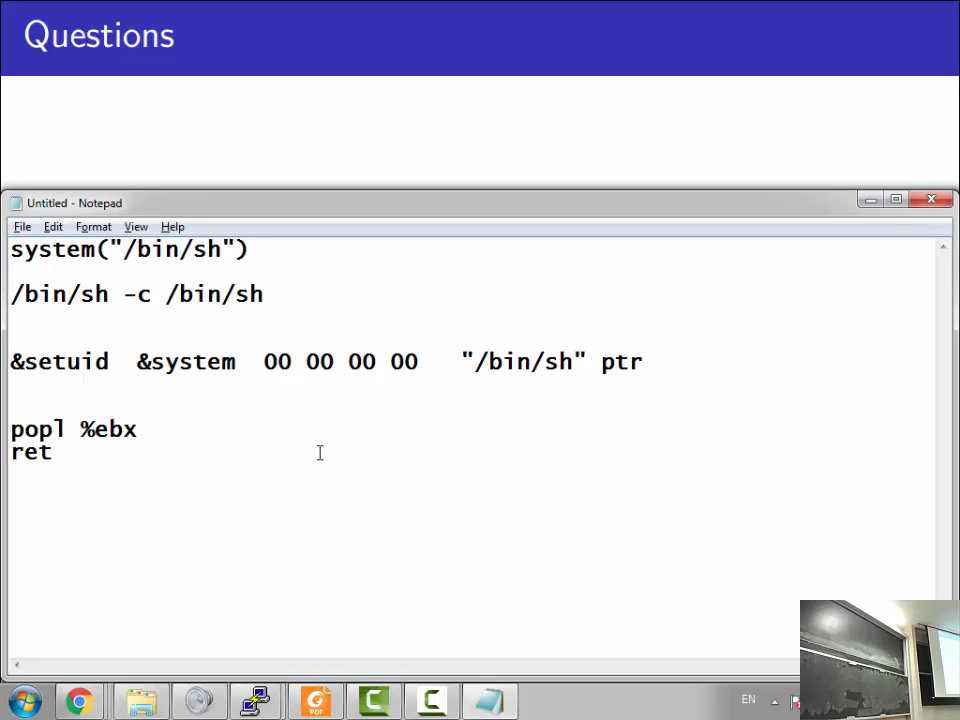 Questions
Untitled - Notepad
File Edit Format View Help
system("/bin/sh")
/bin/sh -c /bin/sh
&setuid &system 00 00 00 00 "/bin/sh" ptr
popl %ebx
ret
PDF
EN